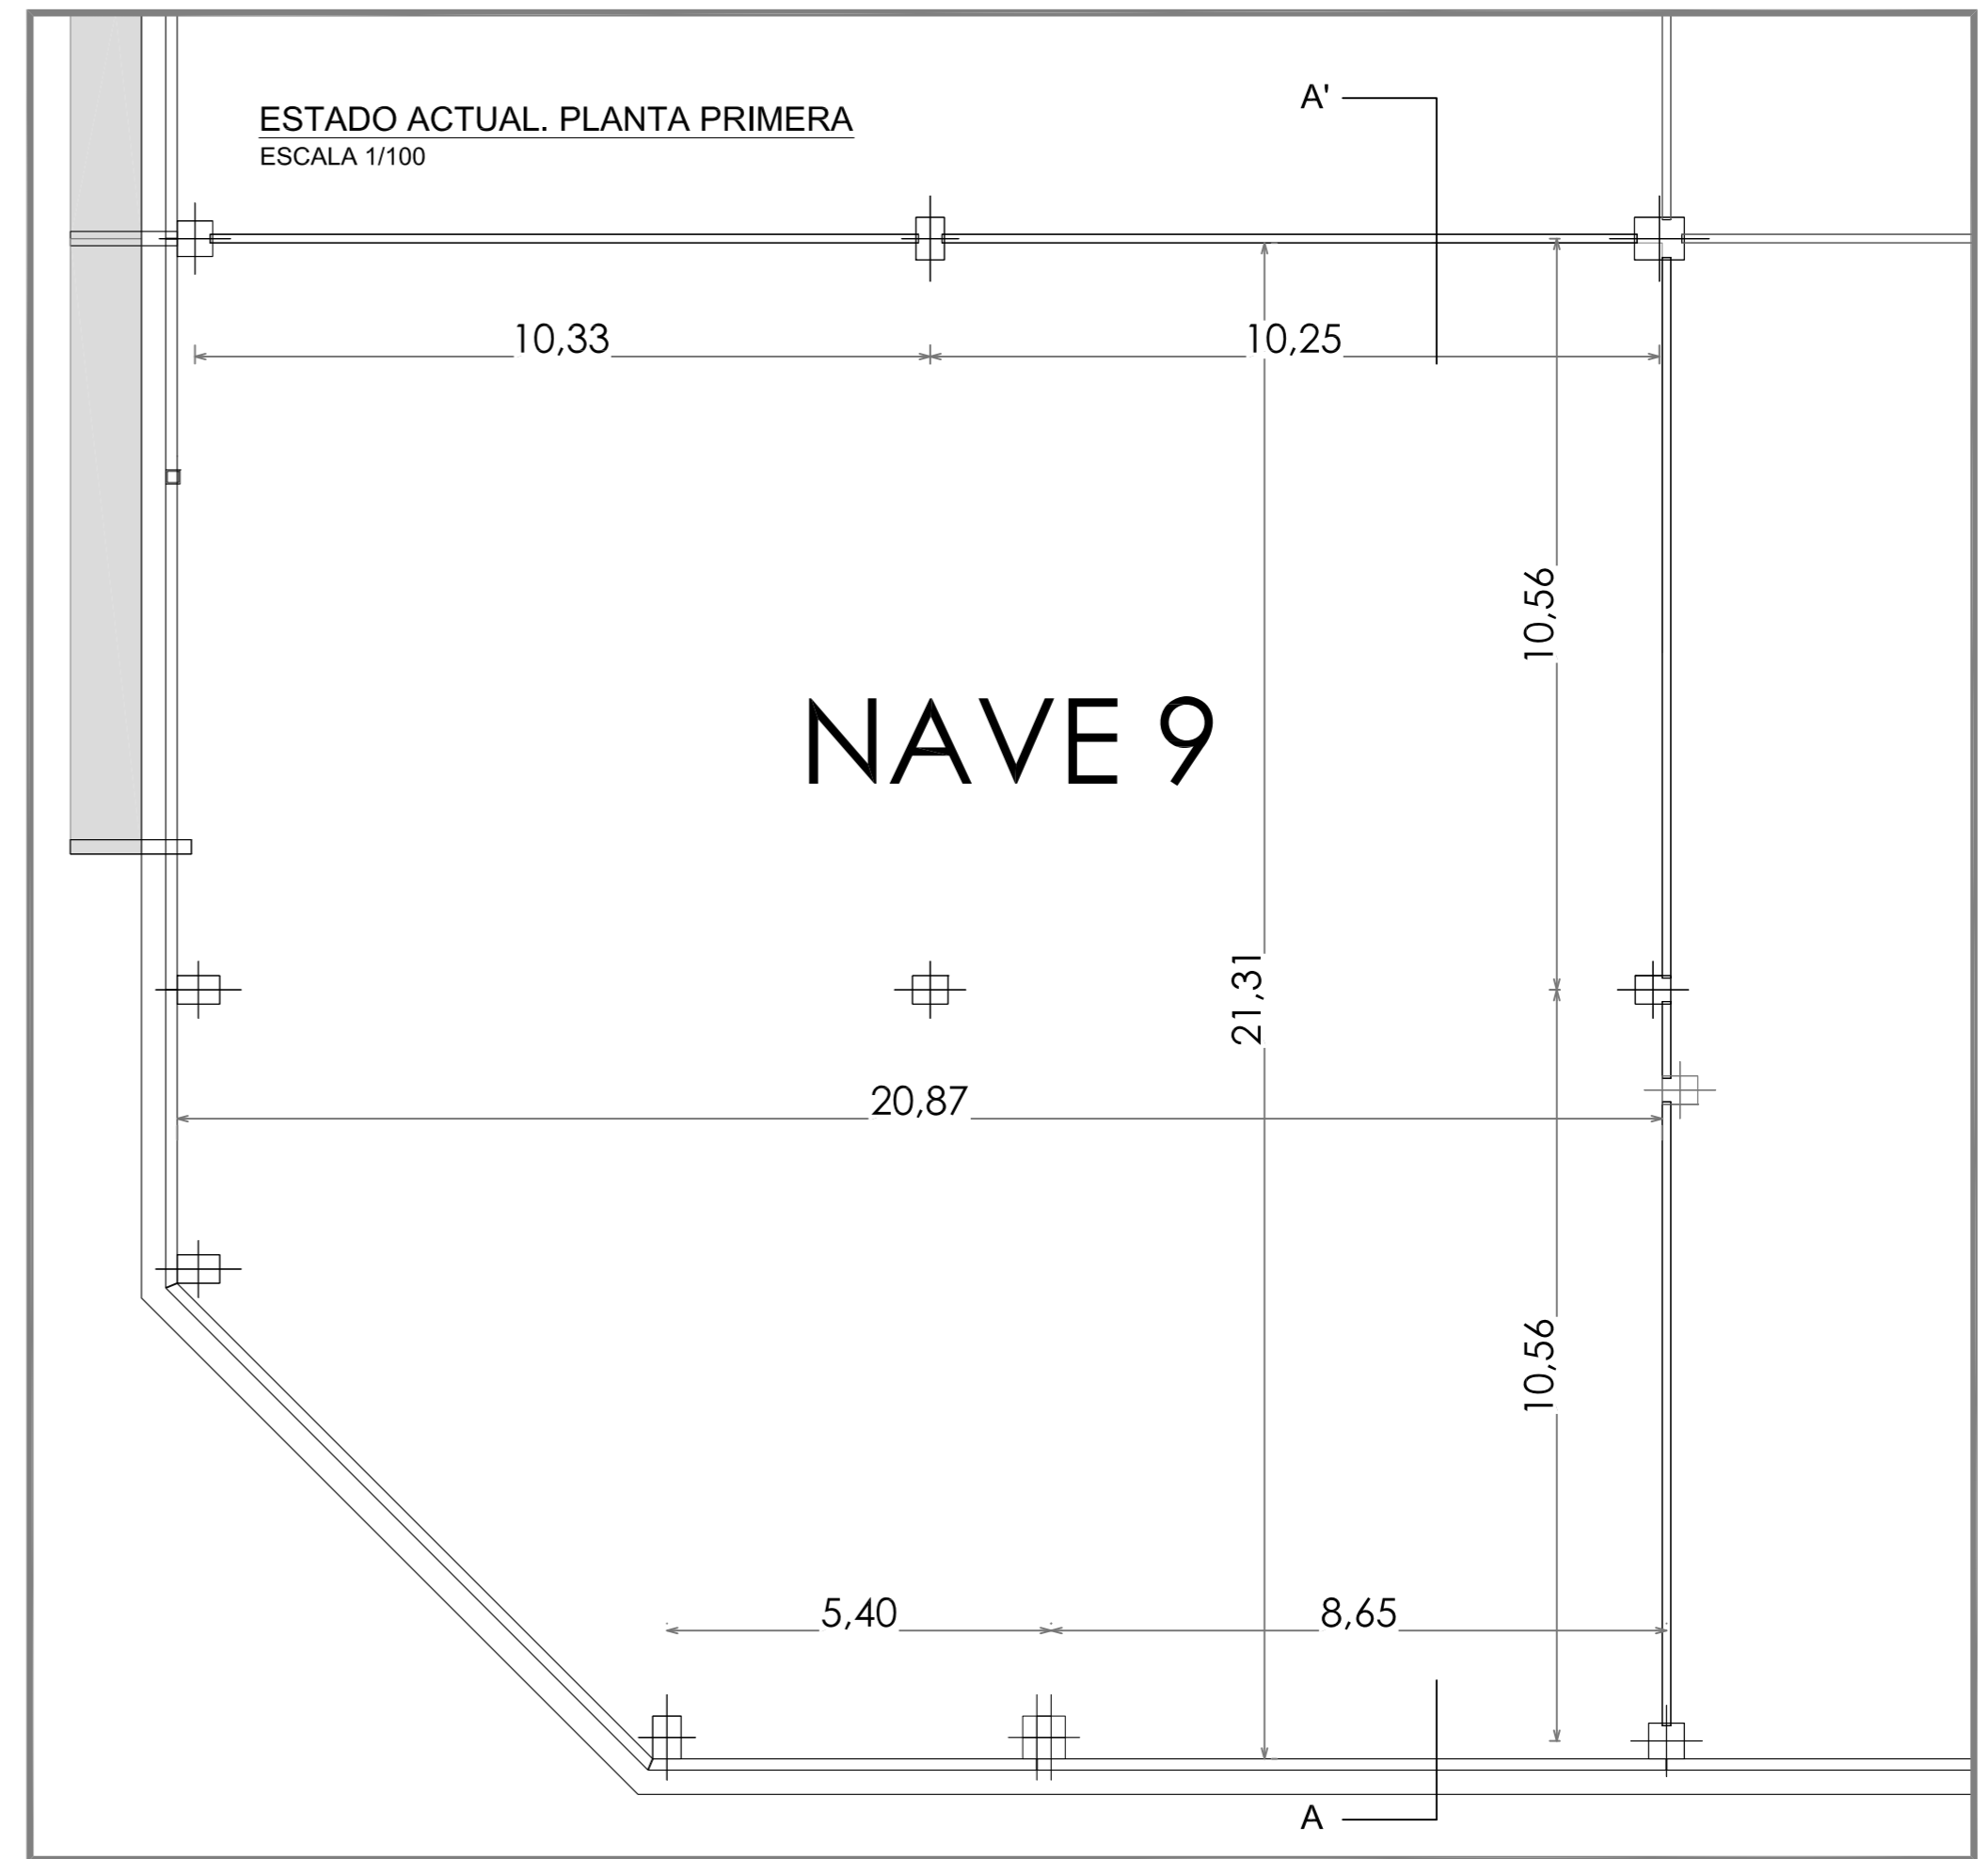 A'
ESTADO ACTUAL. PLANTA PRIMERA
ESCALA 1/100
10,33
10,25
10,56
NAVE 9
21,31
20,87
10,56
5,40
8,65
A